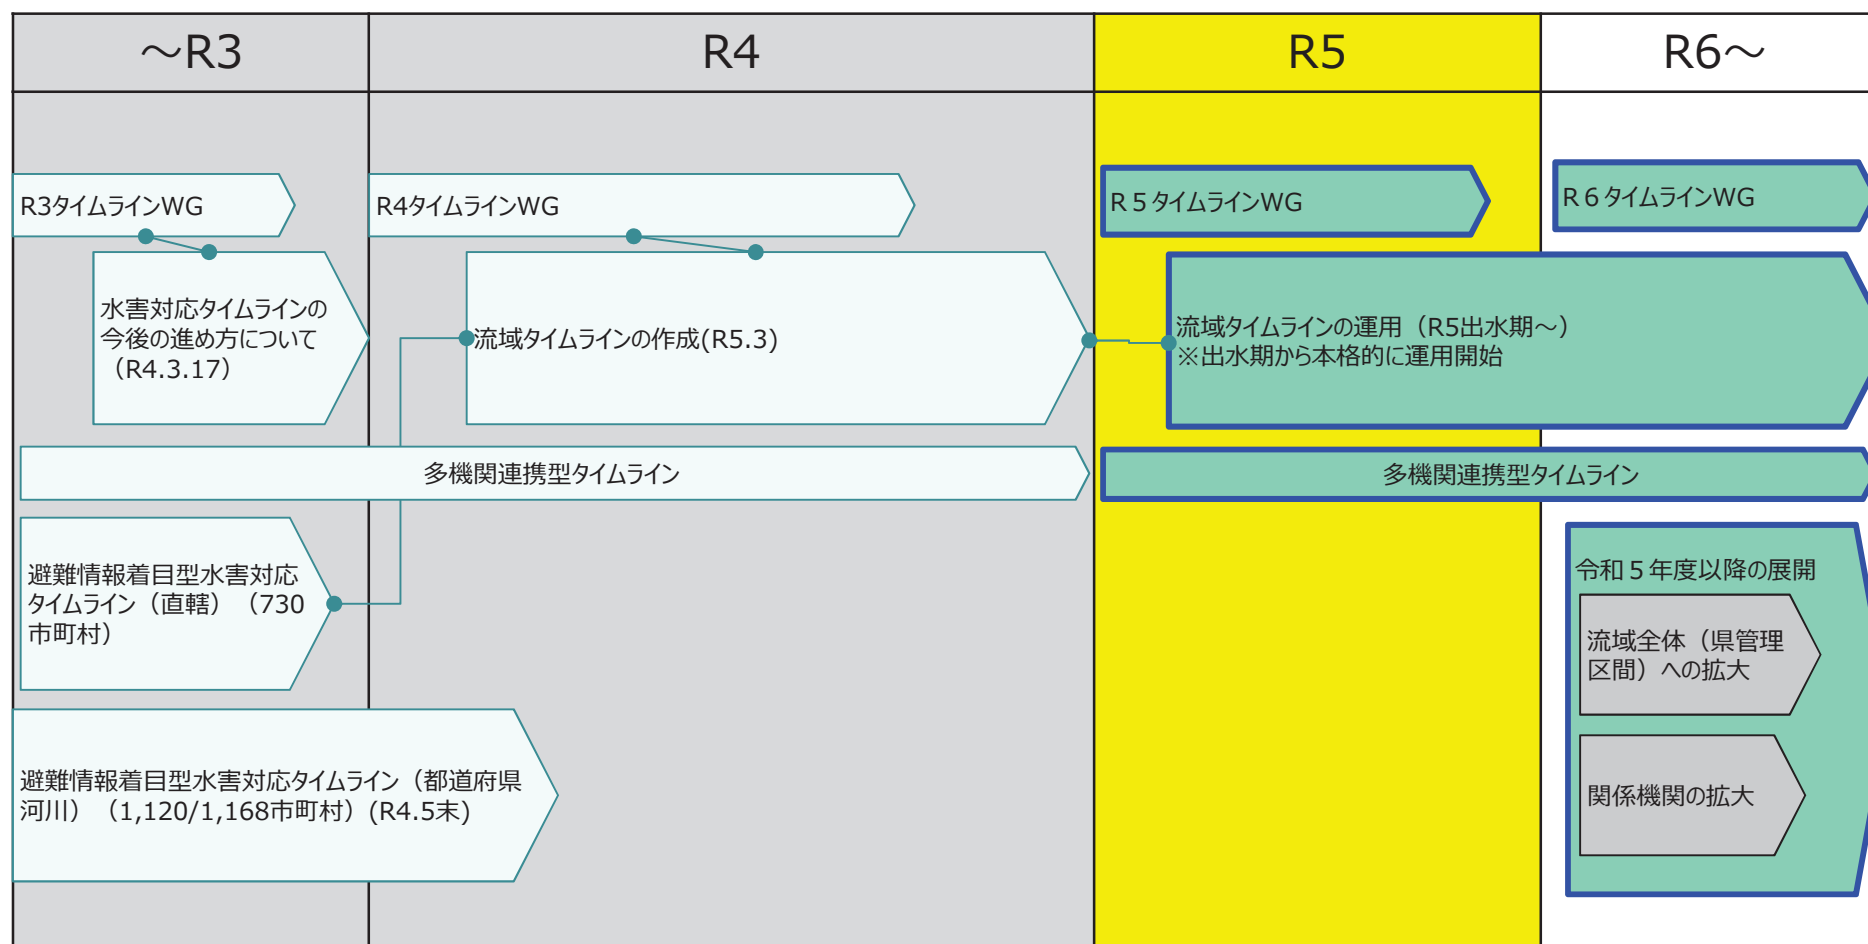 ～R3
R4
R5
R6～
R3タイムラインWG
R4タイムラインWG
R５タイムラインWG
R６タイムラインWG
水害対応タイムラインの
今後の進め方について
（R4.3.17）
流域タイムラインの作成(R5.3)
流域タイムラインの運用（R5出水期～）
※出水期から本格的に運用開始
多機関連携型タイムライン
多機関連携型タイムライン
避難情報着目型水害対応
タイムライン（直轄）（730
市町村）
令和５年度以降の展開
流域全体（県管理
区間）への拡大
避難情報着目型水害対応タイムライン（都道府県
河川）（1,120/1,168市町村）(R4.5末)
関係機関の拡大